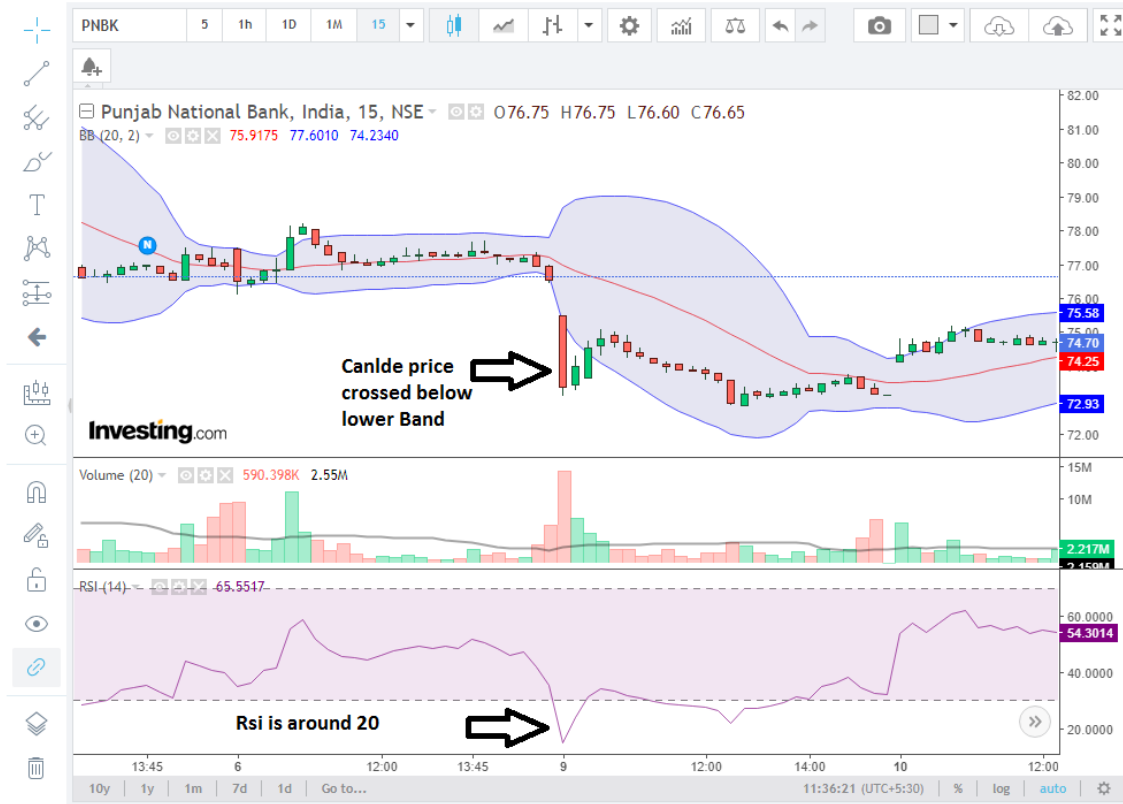 PNBK 5 1h 1D 1M 15
Punjab National Bank, India, 15, NSE O76.75 H76.75 L76.60 C76.65
BB (20, 2) 75.9175 77.6010 74.2340
N
82.00
81.00
80.00
79.00
78.00
77.00
76.00
75.58
75.00
74.70
74.25
72.93
72.00
Canlde price
crossed below
lower Band
Investing.com
Volume (20) 590.398K 2.55M
15M
10M
2.217M
2.159M
RSI (14) 65.5517
60.0000
54.3014
40.0000
20.0000
Rsi is around 20
13:45 6 12:00 13:45 9 12:00 14:00 10 12:00
10y 1y 1m 7d 1d Go to... 11:36:21 (UTC+5:30) % log auto